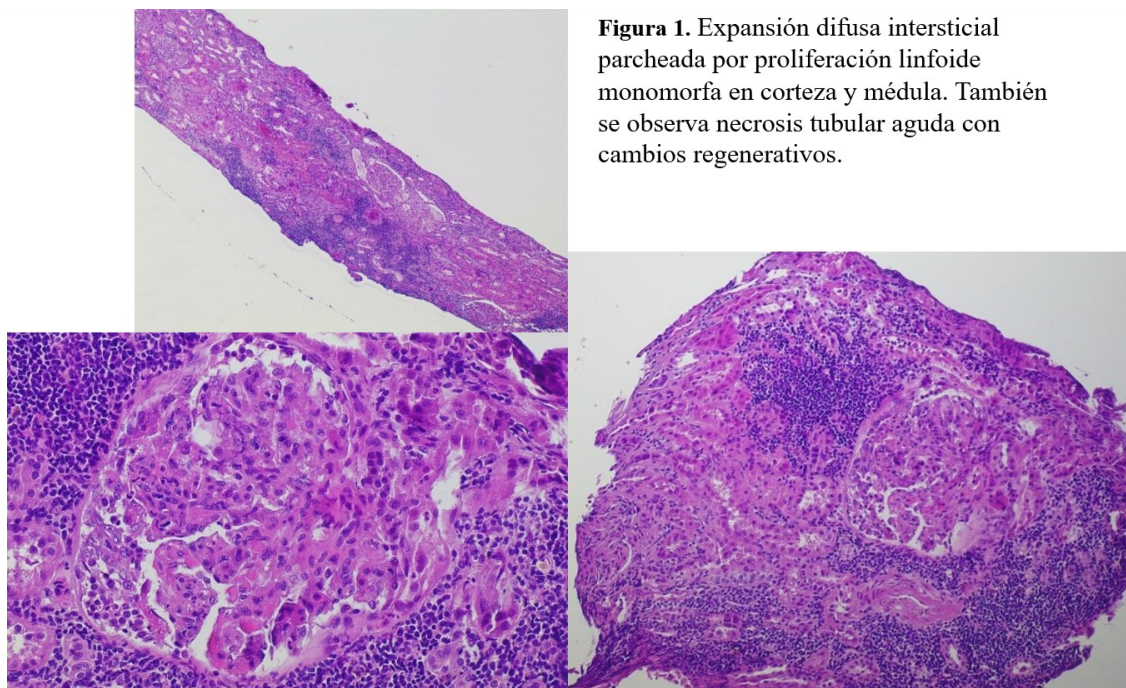 Figura 1. Expansión difusa intersticial
parcheada por proliferación linfoide
monomorfa en corteza y médula. También
se observa necrosis tubular aguda con
cambios regenerativos.